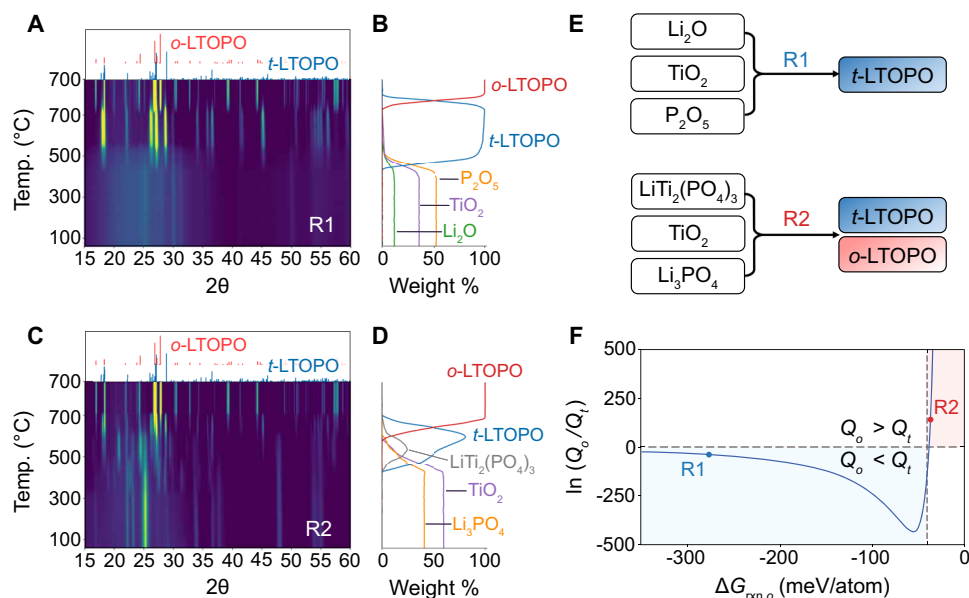 A
o-LTOPO
t-LTOPO
700
700
500
300
100
Temp. (°C)
R1
15 20 25 30 35 40 45 50 55 60
2θ
B
o-LTOPO
t-LTOPO
P₂O₅
TiO₂
Li₂O
0 50 100
Weight %
C
o-LTOPO
t-LTOPO
700
700
500
300
100
Temp. (°C)
R2
15 20 25 30 35 40 45 50 55 60
2θ
D
o-LTOPO
t-LTOPO
LiTi₂(PO₄)₃
TiO₂
Li₃PO₄
0 50 100
Weight %
E
Li₂O
TiO₂
P₂O₅
R1
t-LTOPO
LiTi₂(PO₄)₃
TiO₂
Li₃PO₄
R2
t-LTOPO
o-LTOPO
F
500
250
0
-250
-500
ln (Qₒ/Qₜ)
R2
Qₒ > Qₜ
Qₒ < Qₜ
R1
-300 -200 -100 0
ΔG_rxn,o (meV/atom)